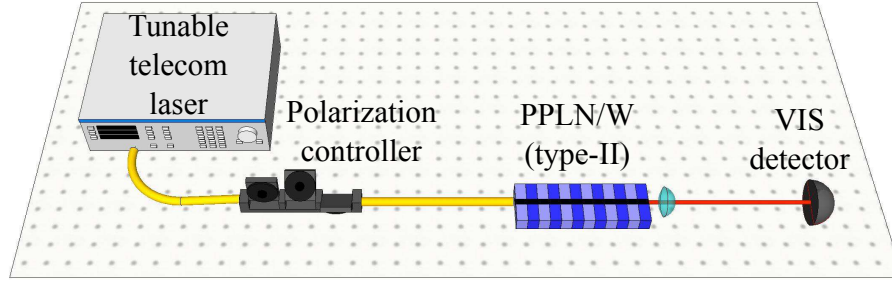 Tunable
telecom
laser
Polarization
controller
PPLN/W
(type-II)
VIS
detector